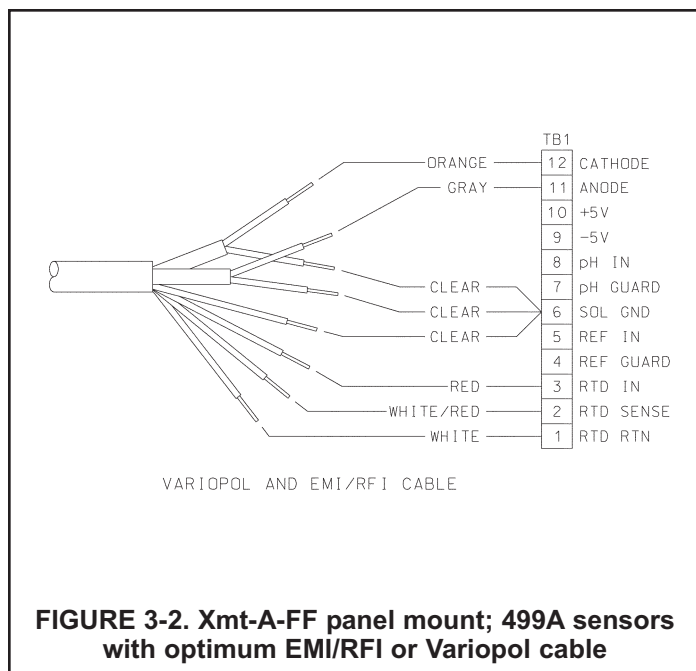 TB1
ORANGE 12 CATHODE
GRAY 11 ANODE
10 +5V
9 -5V
8 pH IN
CLEAR 7 pH GUARD
CLEAR 6 SOL GND
CLEAR 5 REF IN
4 REF GUARD
RED 3 RTD IN
WHITE/RED 2 RTD SENSE
WHITE 1 RTD RTN
VARIOPOL AND EMI/RFI CABLE
FIGURE 3-2. Xmt-A-FF panel mount; 499A sensors
with optimum EMI/RFI or Variopol cable